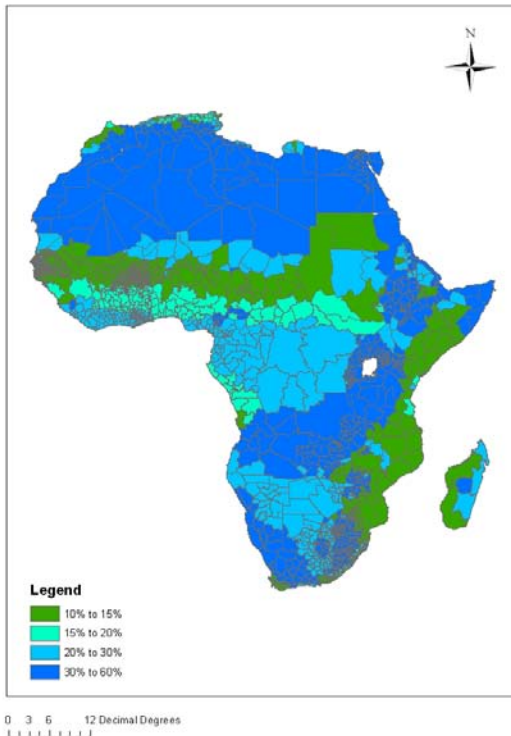 N
Legend
10% to 15%
15% to 20%
20% to 30%
30% to 60%
0 3 6 12 Decimal Degrees